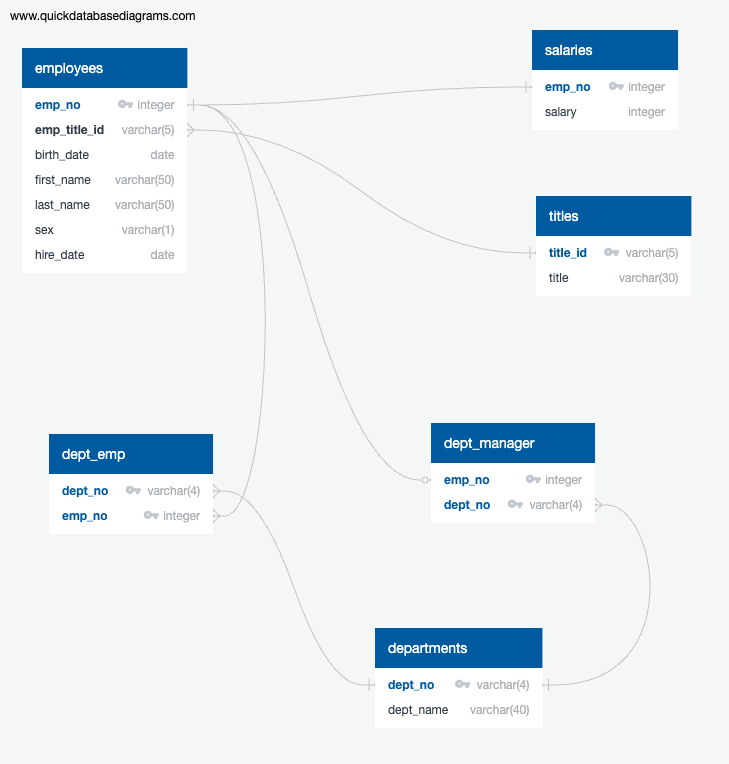 www.quickdatabasediagrams.com
employees
emp_no integer
emp_title_id varchar(5)
birth_date date
first_name varchar(50)
last_name varchar(50)
sex varchar(1)
hire_date date
salaries
emp_no integer
salary integer
titles
title_id varchar(5)
title varchar(30)
dept_emp
dept_no varchar(4)
emp_no integer
dept_manager
emp_no integer
dept_no varchar(4)
departments
dept_no varchar(4)
dept_name varchar(40)